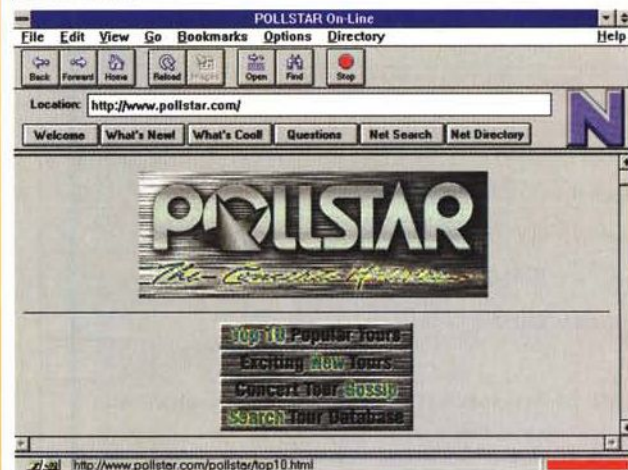 POLLSTAR On-Line
File Edit View Go Bookmarks Options Directory Help
Back Forward Home Reload Images Open Find Stop
Location: http://www.pollstar.com/
N
Welcome What's New! What's Cool! Questions Net Search Net Directory
POLLSTAR
The Concert Hotwire
Top 10 Popular Tours
Exciting New Tours
Concert Tour Gossip
Search Tour Database
http://www.pollster.com/pollster/top10.html